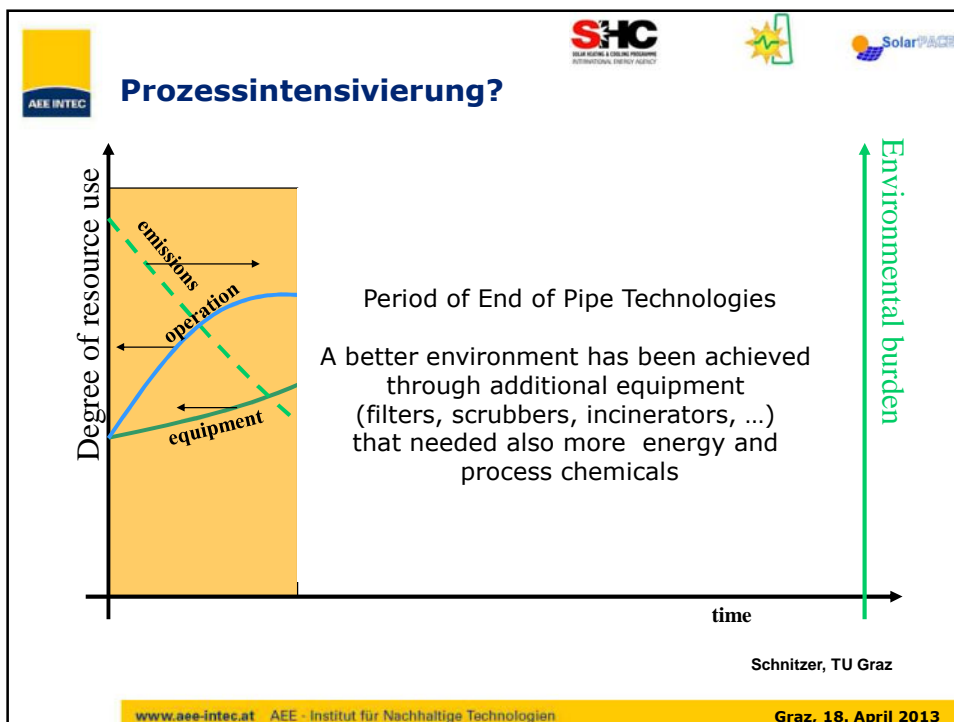 AEE INTEC
SHC
SOLAR HEATING & COOLING PROGRAMME
INTERNATIONAL ENERGY AGENCY
SolarPACES
Prozessintensivierung?
Degree of resource use
emissions
operation
equipment
Period of End of Pipe Technologies
A better environment has been achieved
through additional equipment
(filters, scrubbers, incinerators, ...)
that needed also more energy and
process chemicals
Environmental burden
time
Schnitzer, TU Graz
www.aee-intec.at AEE - Institut für Nachhaltige Technologien
Graz, 18. April 2013